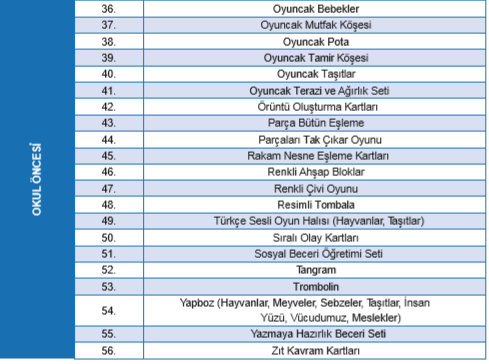 OKUL ÖNCESİ
36. Oyuncak Bebekler
37. Oyuncak Mutfak Köşesi
38. Oyuncak Pota
39. Oyuncak Tamir Köşesi
40. Oyuncak Taşıtlar
41. Oyuncak Terazi ve Ağırlık Seti
42. Örüntü Oluşturma Kartları
43. Parça Bütün Eşleme
44. Parçaları Tak Çıkar Oyunu
45. Rakam Nesne Eşleme Kartları
46. Renkli Ahşap Bloklar
47. Renkli Çivi Oyunu
48. Resimli Tombala
49. Türkçe Sesli Oyun Halısı (Hayvanlar, Taşıtlar)
50. Sıralı Olay Kartları
51. Sosyal Beceri Öğretimi Seti
52. Tangram
53. Trombolin
54. Yapboz (Hayvanlar, Meyveler, Sebzeler, Taşıtlar, İnsan
Yüzü, Vücudumuz, Meslekler)
55. Yazmaya Hazırlık Beceri Seti
56. Zıt Kavram Kartları